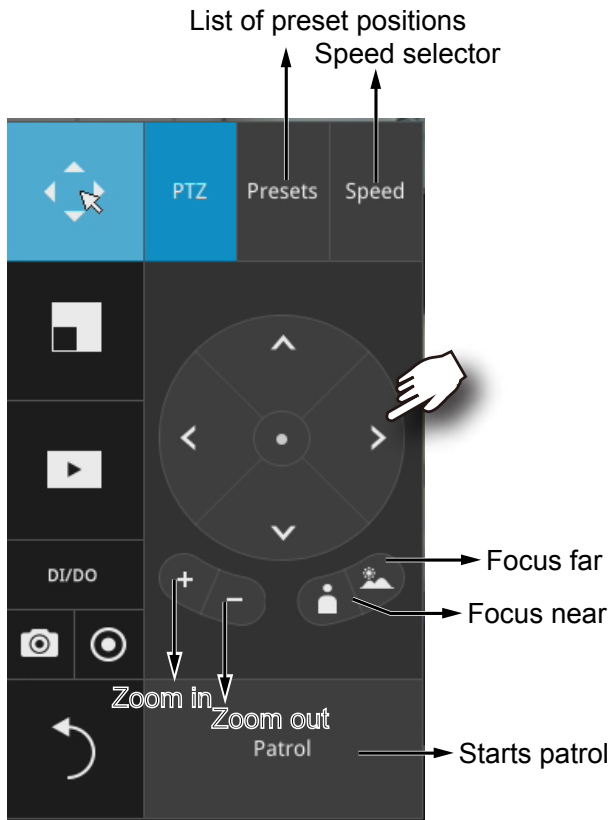 List of preset positions
Speed selector
PTZ
Presets
Speed
DI/DO
Focus far
Focus near
Zoom in
Zoom out
Patrol
Starts patrol